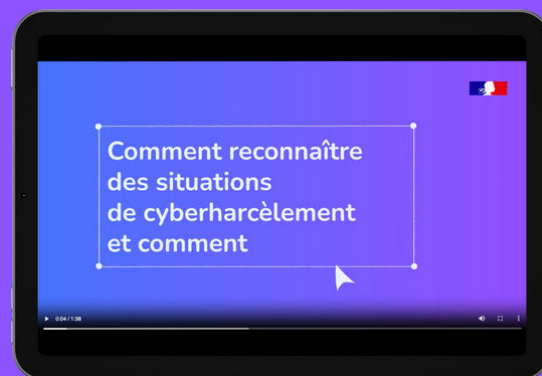 Comment reconnaître
des situations
de cyberharcèlement
et comment
0:04 / 1:38